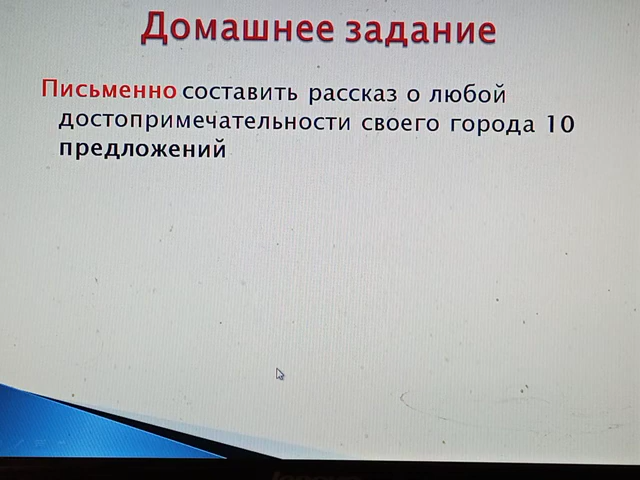 Домашнее задание
Письменно составить рассказ о любой
достопримечательности своего города 10
предложений